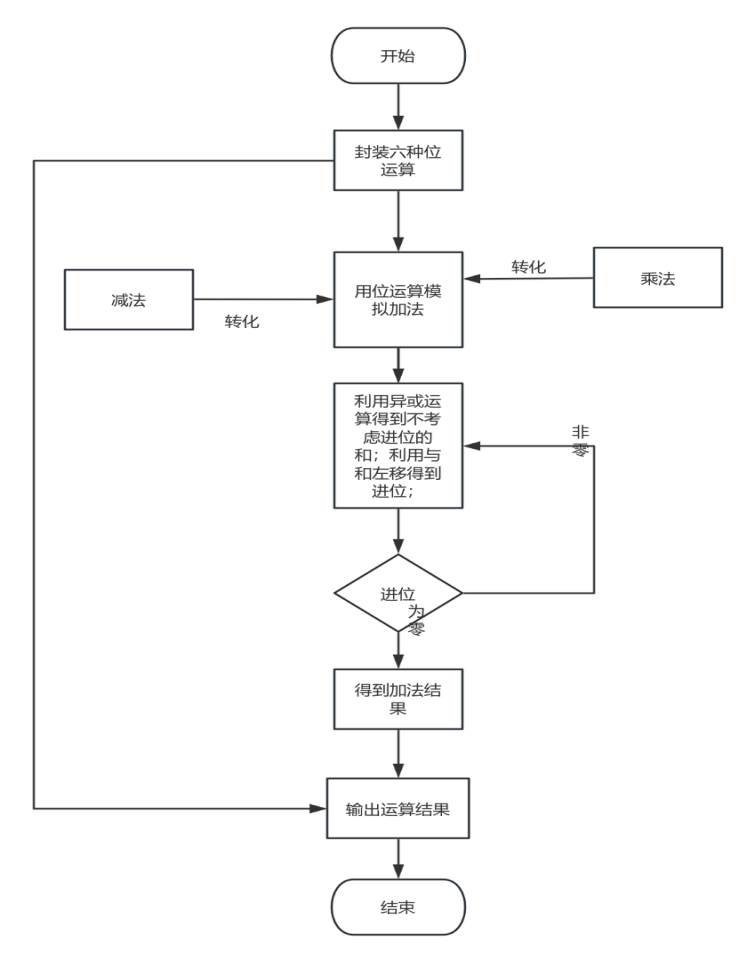 开始
封装六种位
运算
转化
乘法
用位运算模
拟加法
减法
转化
利用异或运
算得到不考
虑进位的
和；利用与
和左移得到
进位；
非
零
进位
为
零
得到加法结
果
输出运算结果
结束